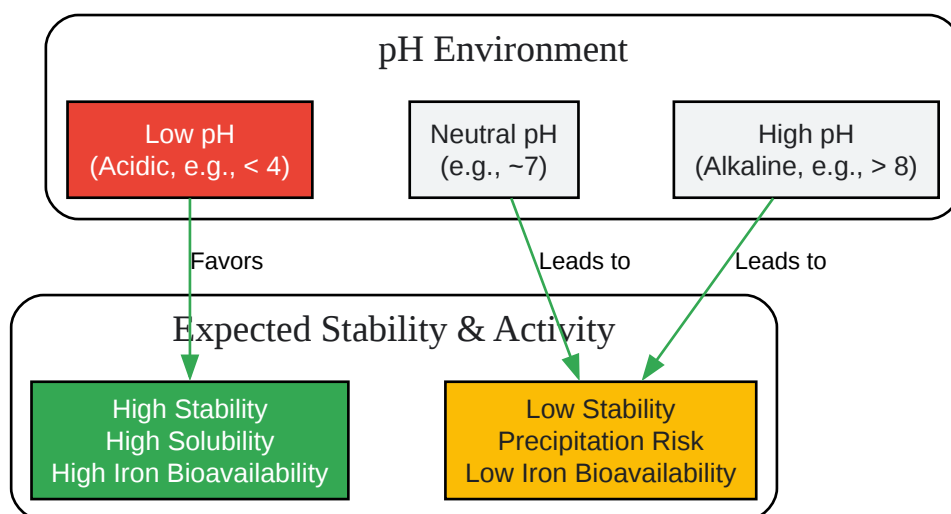 pH Environment
Low pH
(Acidic, e.g., < 4)
Neutral pH
(e.g., ~7)
High pH
(Alkaline, e.g., > 8)
Favors
Leads to
Leads to
Expected Stability & Activity
High Stability
High Solubility
High Iron Bioavailability
Low Stability
Precipitation Risk
Low Iron Bioavailability